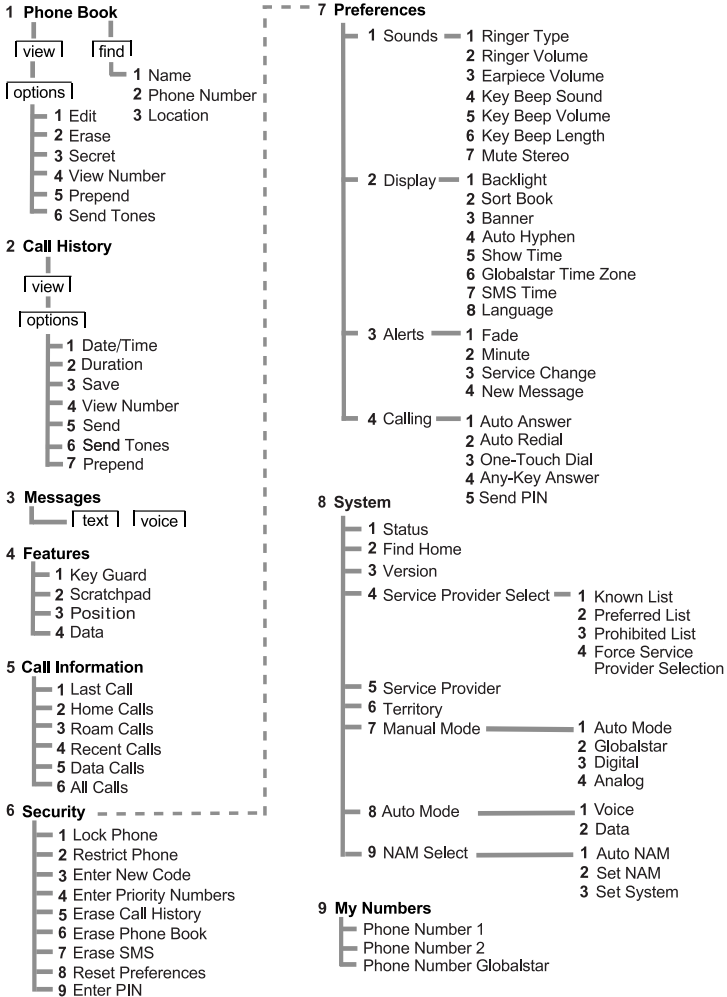 1 Phone Book
view
find
options
1 Name
2 Phone Number
3 Location
1 Edit
2 Erase
3 Secret
4 View Number
5 Prepend
6 Send Tones
2 Call History
view
options
1 Date/Time
2 Duration
3 Save
4 View Number
5 Send
6 Send Tones
7 Prepend
3 Messages
text
voice
4 Features
1 Key Guard
2 Scratchpad
3 Position
4 Data
5 Call Information
1 Last Call
2 Home Calls
3 Roam Calls
4 Recent Calls
5 Data Calls
6 All Calls
6 Security
1 Lock Phone
2 Restrict Phone
3 Enter New Code
4 Enter Priority Numbers
5 Erase Call History
6 Erase Phone Book
7 Erase SMS
8 Reset Preferences
9 Enter PIN
7 Preferences
1 Sounds
1 Ringer Type
2 Ringer Volume
3 Earpiece Volume
4 Key Beep Sound
5 Key Beep Volume
6 Key Beep Length
7 Mute Stereo
2 Display
1 Backlight
2 Sort Book
3 Banner
4 Auto Hyphen
5 Show Time
6 Globalstar Time Zone
7 SMS Time
8 Language
3 Alerts
1 Fade
2 Minute
3 Service Change
4 New Message
4 Calling
1 Auto Answer
2 Auto Redial
3 One-Touch Dial
4 Any-Key Answer
5 Send PIN
8 System
1 Status
2 Find Home
3 Version
4 Service Provider Select
1 Known List
2 Preferred List
3 Prohibited List
4 Force Service
Provider Selection
5 Service Provider
6 Territory
7 Manual Mode
1 Auto Mode
2 Globalstar
3 Digital
4 Analog
8 Auto Mode
1 Voice
2 Data
9 NAM Select
1 Auto NAM
2 Set NAM
3 Set System
9 My Numbers
Phone Number 1
Phone Number 2
Phone Number Globalstar